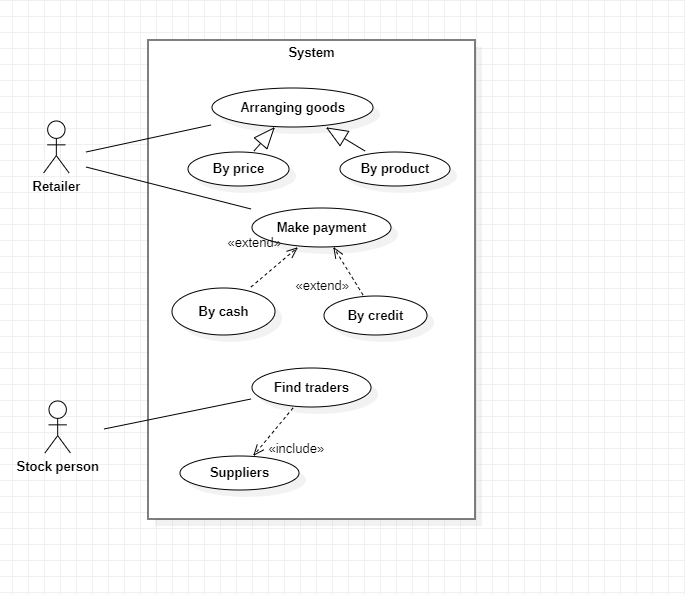 System
Arranging goods
By price
By product
Retailer
Make payment
«extend»
«extend»
By cash
By credit
Find traders
«include»
Stock person
Suppliers